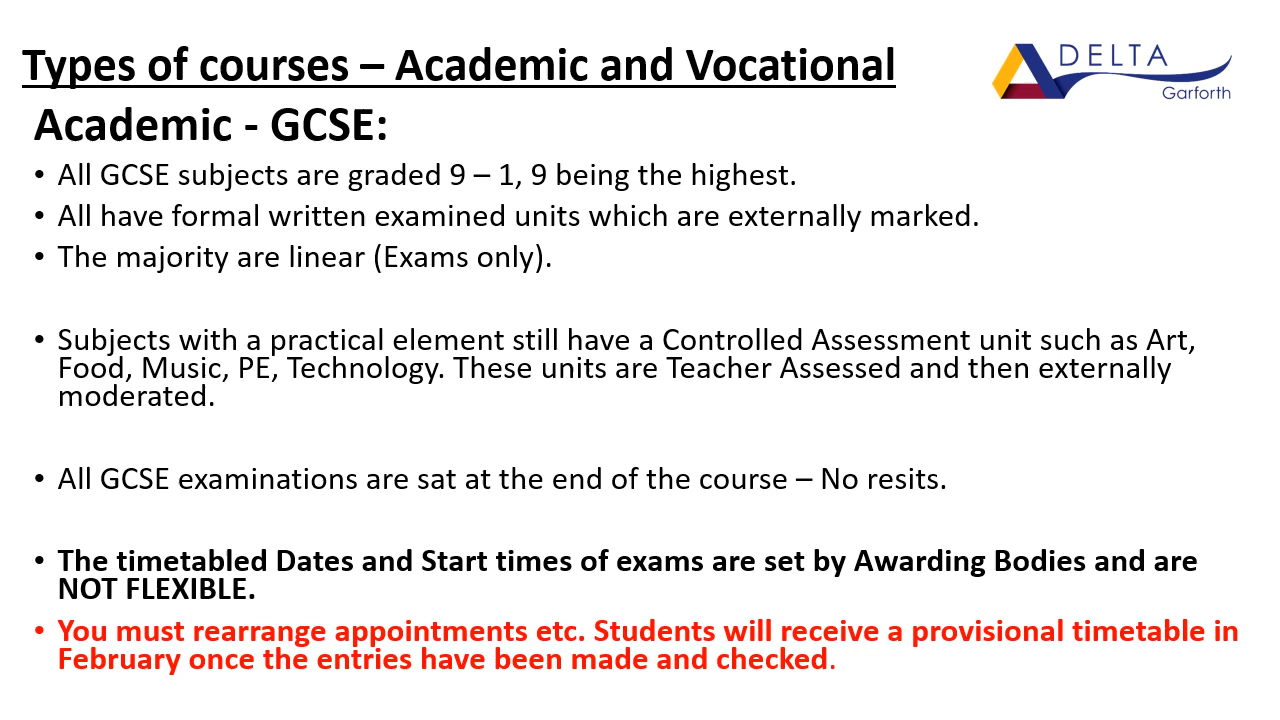 Types of courses – Academic and Vocational
DELTA
Garforth
Academic - GCSE:
• All GCSE subjects are graded 9 – 1, 9 being the highest.
• All have formal written examined units which are externally marked.
• The majority are linear (Exams only).
• Subjects with a practical element still have a Controlled Assessment unit such as Art,
Food, Music, PE, Technology. These units are Teacher Assessed and then externally
moderated.
• All GCSE examinations are sat at the end of the course – No resits.
• The timetabled Dates and Start times of exams are set by Awarding Bodies and are
NOT FLEXIBLE.
• You must rearrange appointments etc. Students will receive a provisional timetable in
February once the entries have been made and checked.